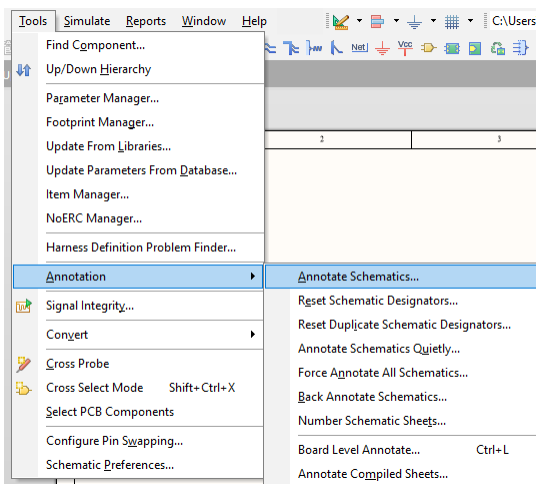 Tools Simulate Reports Window Help C:\Users
Find Component...
Up/Down Hierarchy
Net Vcc
Parameter Manager...
Footprint Manager...
Update From Libraries...
Update Parameters From Database...
2 3
Item Manager...
NoERC Manager...
Harness Definition Problem Finder...
Annotation
Signal Integrity...
Convert
Cross Probe
Cross Select Mode Shift+Ctrl+X
Select PCB Components
Configure Pin Swapping...
Schematic Preferences...
Annotate Schematics...
Reset Schematic Designators...
Reset Duplicate Schematic Designators...
Annotate Schematics Quietly...
Force Annotate All Schematics...
Back Annotate Schematics...
Number Schematic Sheets...
Board Level Annotate... Ctrl+L
Annotate Compiled Sheets...